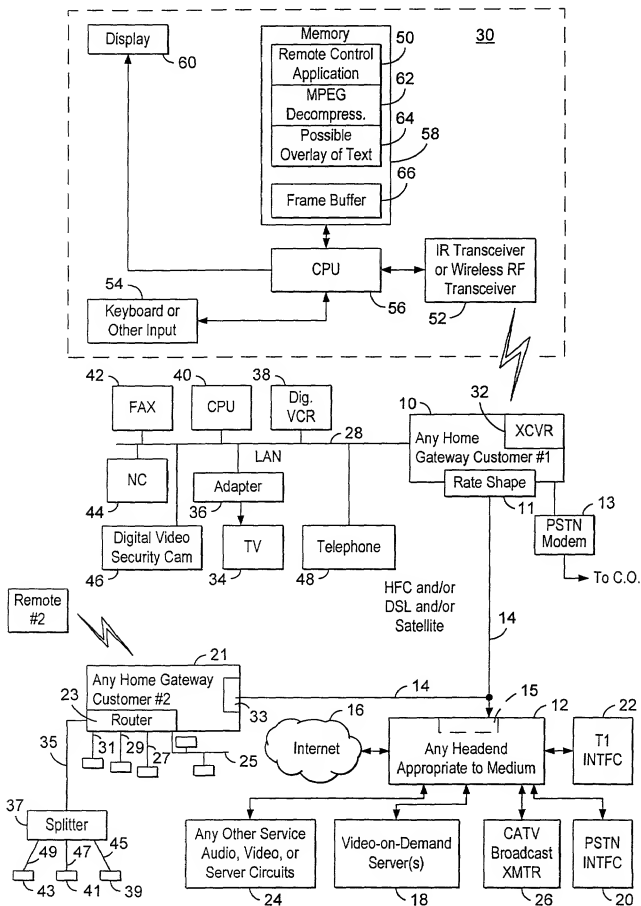 Display
60
Memory
Remote Control
Application
50
MPEG
Decompress.
62
Possible
Overlay of Text
64
58
Frame Buffer
66
30
CPU
56
IR Transceiver
or Wireless RF
Transceiver
52
54
Keyboard or
Other Input
42
FAX
40
CPU
38
Dig.
VCR
28
LAN
NC
44
Adapter
36
Digital Video
Security Cam
46
TV
34
Telephone
48
10
32
XCVR
Any Home
Gateway Customer #1
Rate Shape
11
13
PSTN
Modem
To C.O.
HFC and/or
DSL and/or
Satellite
14
Remote
#2
21
Any Home Gateway
Customer #2
23
Router
33
14
35
31
29
27
25
37
Splitter
49
47
45
43
41
39
16
Internet
15
12
Any Headend
Appropriate to Medium
22
T1
INTFC
Any Other Service
Audio, Video, or
Server Circuits
24
Video-on-Demand
Server(s)
18
CATV
Broadcast
XMTR
26
PSTN
INTFC
20